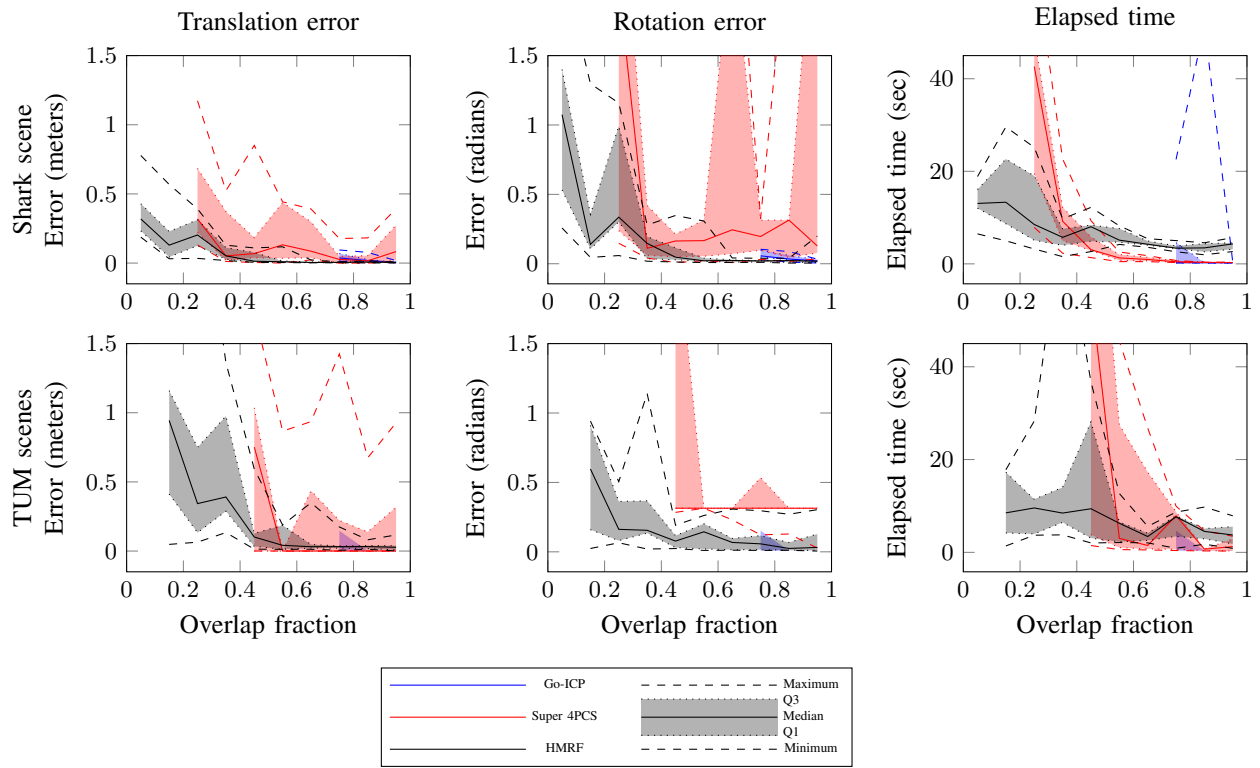 Translation error
Rotation error
Elapsed time
Shark scene
Error (meters)
1.5
1
0.5
0
0 0.2 0.4 0.6 0.8 1
Error (radians)
1.5
1
0.5
0
0 0.2 0.4 0.6 0.8 1
Elapsed time (sec)
40
20
0
0 0.2 0.4 0.6 0.8 1
TUM scenes
Error (meters)
1.5
1
0.5
0
0 0.2 0.4 0.6 0.8 1
Overlap fraction
Error (radians)
1.5
1
0.5
0
0 0.2 0.4 0.6 0.8 1
Overlap fraction
Elapsed time (sec)
40
20
0
0 0.2 0.4 0.6 0.8 1
Overlap fraction
Go-ICP
Super 4PCS
HMRF
Maximum
Q3
Median
Q1
Minimum